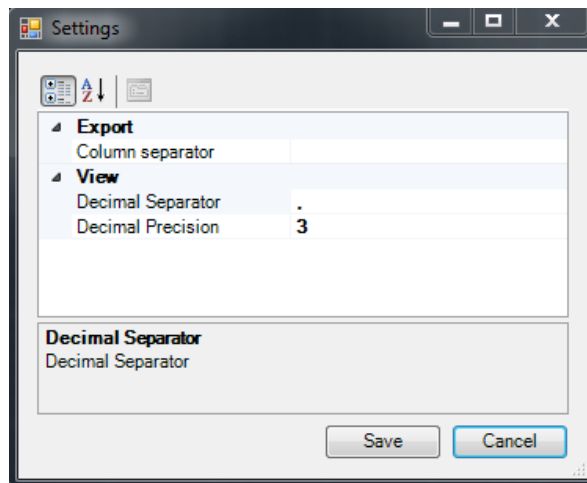 Settings
A
Z
Export
Column separator
View
Decimal Separator .
Decimal Precision 3
Decimal Separator
Decimal Separator
Save Cancel